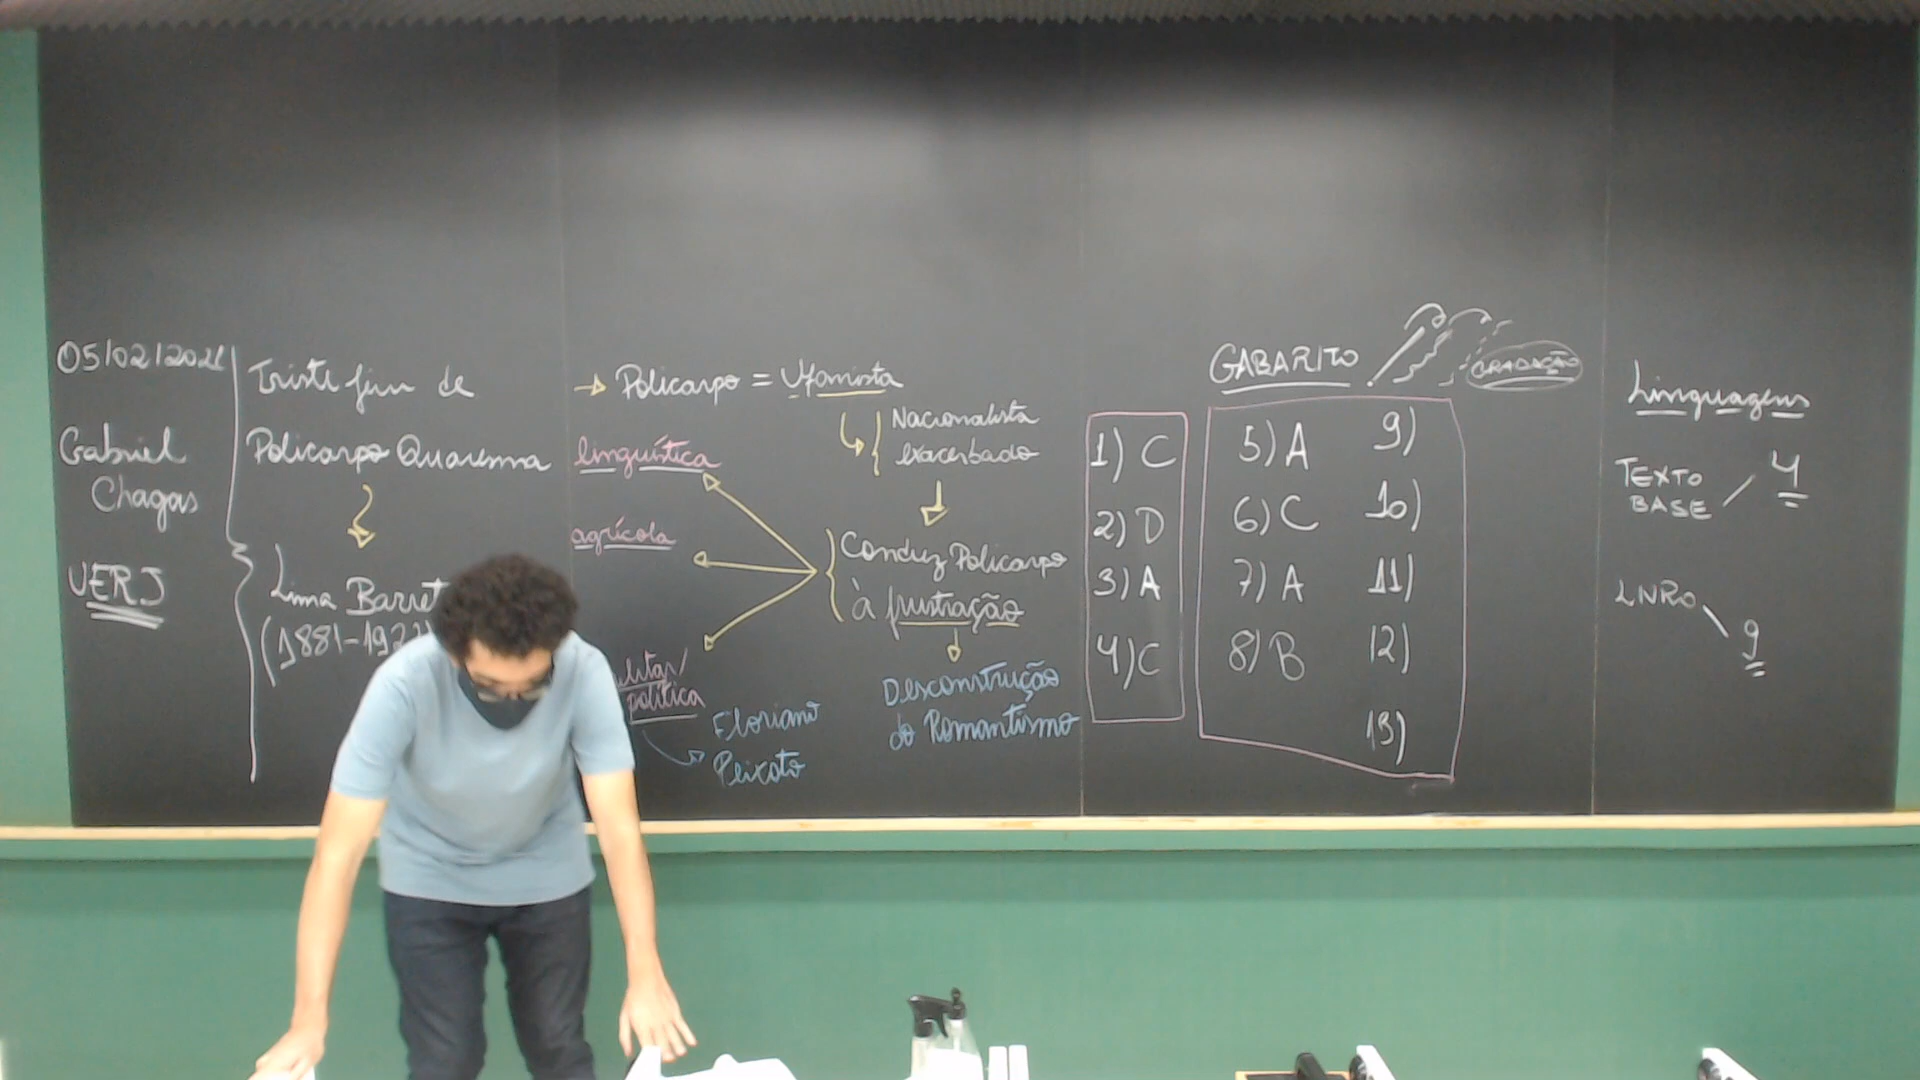 05/02/2021
Gabriel
Chagas
UERJ
Triste fim de
Policarpo Quaresma
Lima Barret
(1881-192
→ Policarpo = Ufanista
Nacionalista
exacerbado
Conduz Policarpo
à frustração
Desconstrução
do Romantismo
linguística
agrícola
política
Floriano
Peixoto
GABARITO
GRADAÇÃO
1) C
2) D
3) A
4) C
5) A
6) C
7) A
8) B
9)
10)
11)
12)
13)
Linguagens
TEXTO
BASE
4
LIVRO
9